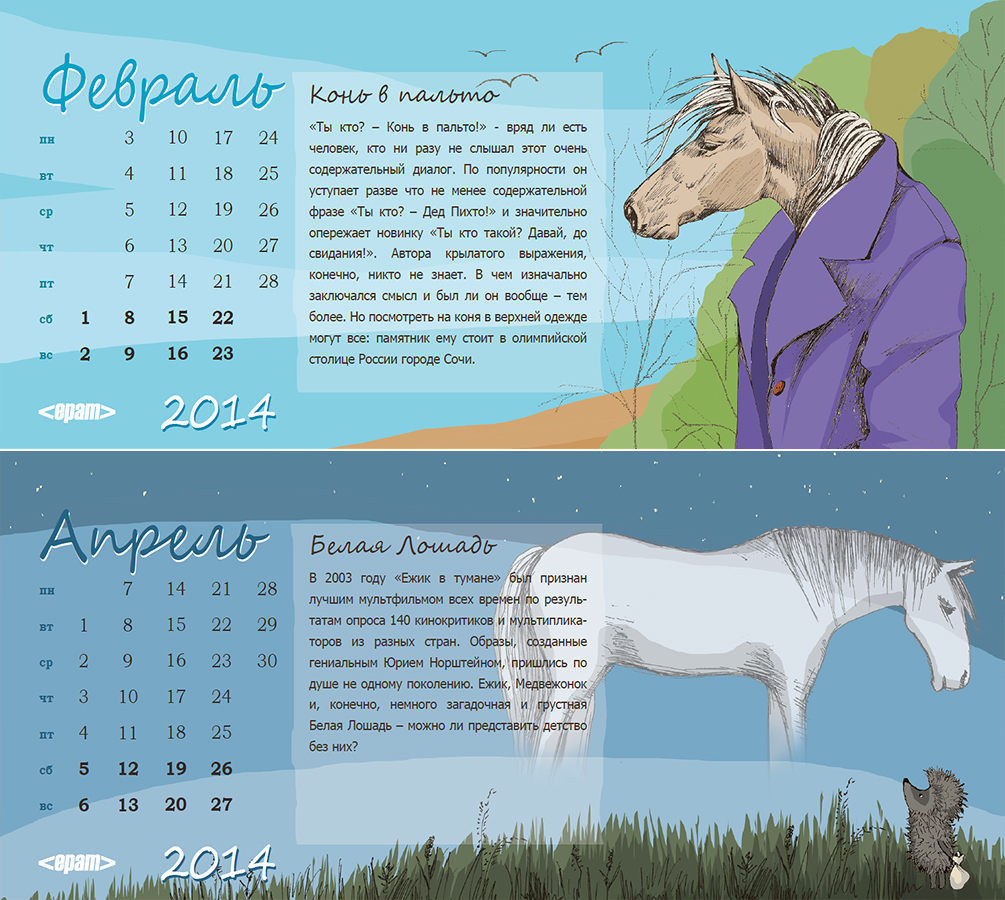 Февраль
пн 3 10 17 24
вт 4 11 18 25
ср 5 12 19 26
чт 6 13 20 27
пт 7 14 21 28
сб 1 8 15 22
вс 2 9 16 23
<epam> 2014
Конь в пальто
«Ты кто? – Конь в пальто!» - вряд ли есть
человек, кто ни разу не слышал этот очень
содержательный диалог. По популярности он
уступает разве что не менее содержательной
фразе «Ты кто? – Дед Пихто!» и значительно
опережает новинку «Ты кто такой? Давай, до
свидания!». Автора крылатого выражения,
конечно, никто не знает. В чем изначально
заключался смысл и был ли он вообще – тем
более. Но посмотреть на коня в верхней одежде
могут все: памятник ему стоит в олимпийской
столице России городе Сочи.
Апрель
пн 7 14 21 28
вт 1 8 15 22 29
ср 2 9 16 23 30
чт 3 10 17 24
пт 4 11 18 25
сб 5 12 19 26
вс 6 13 20 27
<epam> 2014
Белая Лошадь
В 2003 году «Ежик в тумане» был признан
лучшим мультфильмом всех времен по резуль-
татам опроса 140 кинокритиков и мультиплика-
торов из разных стран. Образы, созданные
гениальным Юрием Норштейном, пришлись по
душе не одному поколению. Ежик, Медвежонок
и, конечно, немного загадочная и грустная
Белая Лошадь – можно ли представить детство
без них?